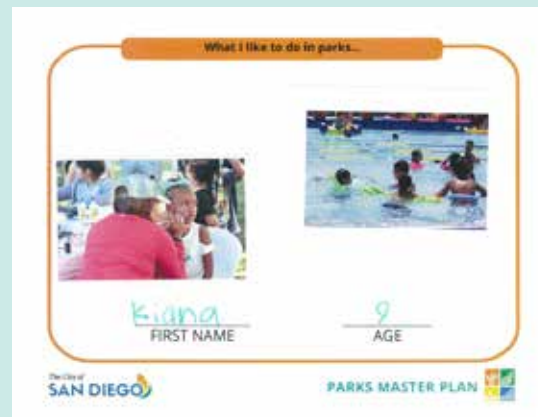 What I like to do in parks...
Kiana
FIRST NAME
9
AGE
The City of
SAN DIEGO
PARKS MASTER PLAN